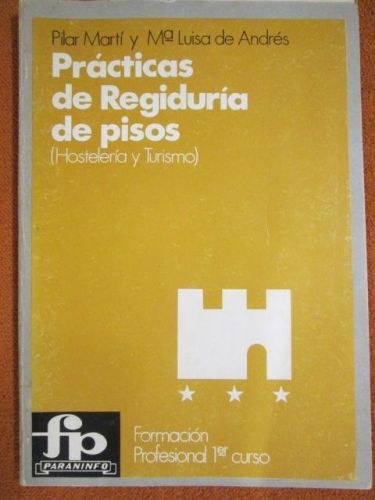 Pilar Martí y Mª Luisa de Andrés
Prácticas
de Regiduría
de pisos
(Hostelería y Turismo)
fp
PARANINFO
Formación
Profesional 1er curso